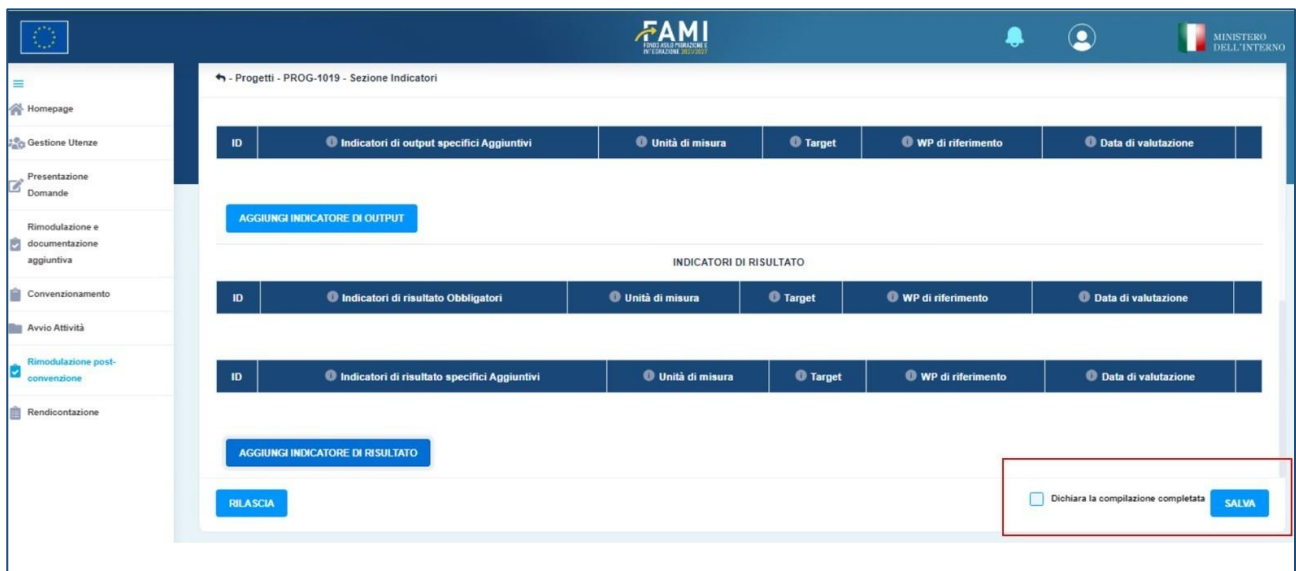 FAMI
FONDO ASILO MIGRAZIONE E
INTEGRAZIONE 2021/2027
MINISTERO
DELL'INTERNO
- Progetti - PROG-1019 - Sezione Indicatori
Homepage
Gestione Utenze
Presentazione
Domande
Rimodulazione e
documentazione
aggiuntiva
Convenzionamento
Avvio Attività
Rimodulazione post-
convenzione
Rendicontazione
ID Indicatori di output specifici Aggiuntivi Unità di misura Target WP di riferimento Data di valutazione
AGGIUNGI INDICATORE DI OUTPUT
INDICATORI DI RISULTATO
ID Indicatori di risultato Obbligatori Unità di misura Target WP di riferimento Data di valutazione
ID Indicatori di risultato specifici Aggiuntivi Unità di misura Target WP di riferimento Data di valutazione
AGGIUNGI INDICATORE DI RISULTATO
RILASCIA
Dichiara la compilazione completata SALVA